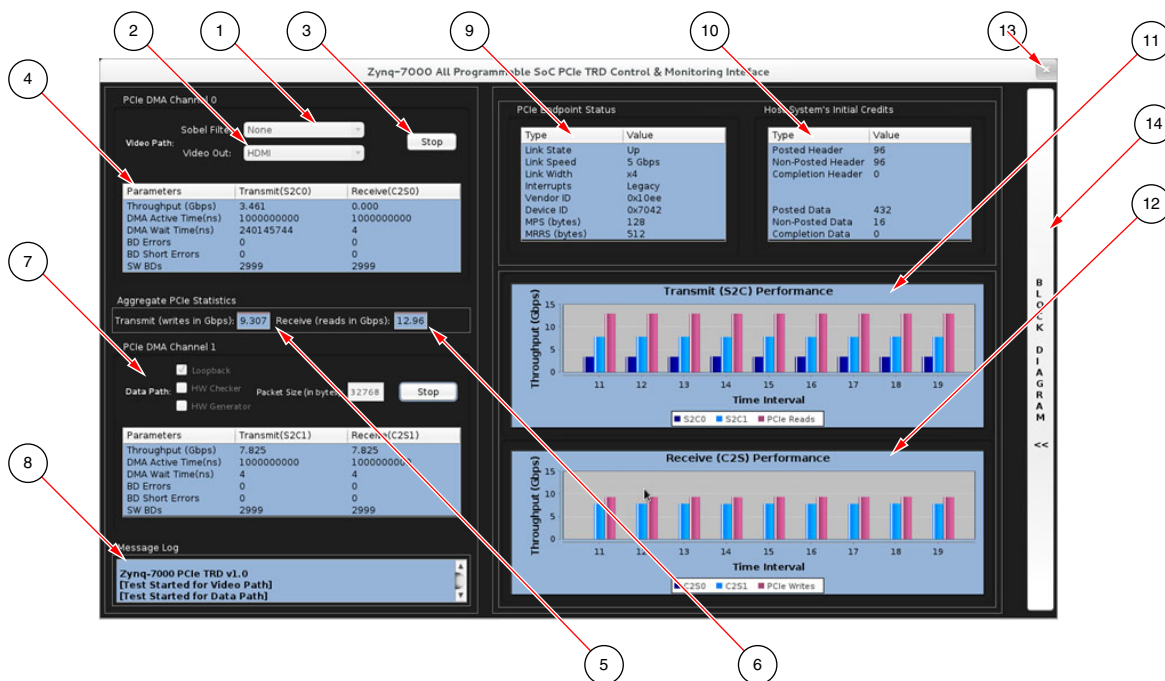 2
1
3
9
10
13
11
4
14
12
7
8
5
6
Zynq-7000 All Programmable SoC PCIe TRD Control & Monitoring Interface
PCIe DMA Channel 0
Video Path:
Sobel Filter
None
Video Out:
HDMI
Stop
Parameters Transmit(S2C0) Receive(C2S0)
Throughput (Gbps) 3.461 0.000
DMA Active Time(ns) 1000000000 1000000000
DMA Wait Time(ns) 240145744 4
BD Errors 0 0
BD Short Errors 0 0
SW BDs 2999 2999
Aggregate PCIe Statistics
Transmit (writes in Gbps): 9.307 Receive (reads in Gbps): 12.96
PCIe DMA Channel 1
Data Path:
Loopback
HW Checker
HW Generator
Packet Size (in bytes) 32768
Stop
Parameters Transmit(S2C1) Receive(C2S1)
Throughput (Gbps) 7.825 7.825
DMA Active Time(ns) 1000000000 1000000000
DMA Wait Time(ns) 4 4
BD Errors 0 0
BD Short Errors 0 0
SW BDs 2999 2999
Message Log
Zynq-7000 PCIe TRD v1.0
[Test Started for Video Path]
[Test Started for Data Path]
PCIe Endpoint Status
Type Value
Link State Up
Link Speed 5 Gbps
Link Width x4
Interrupts Legacy
Vendor ID 0x10ee
Device ID 0x7042
MPS (bytes) 128
MRRS (bytes) 512
Host System's Initial Credits
Type Value
Posted Header 96
Non-Posted Header 96
Completion Header 0
Posted Data 432
Non-Posted Data 16
Completion Data 0
Transmit (S2C) Performance
Throughput (Gbps)
15
10
5
0
11 12 13 14 15 16 17 18 19
Time Interval
S2C0 S2C1 PCIe Reads
Receive (C2S) Performance
Throughput (Gbps)
15
10
5
0
11 12 13 14 15 16 17 18 19
Time Interval
C2S0 C2S1 PCIe Writes
BLOCK DIAGRAM
<<